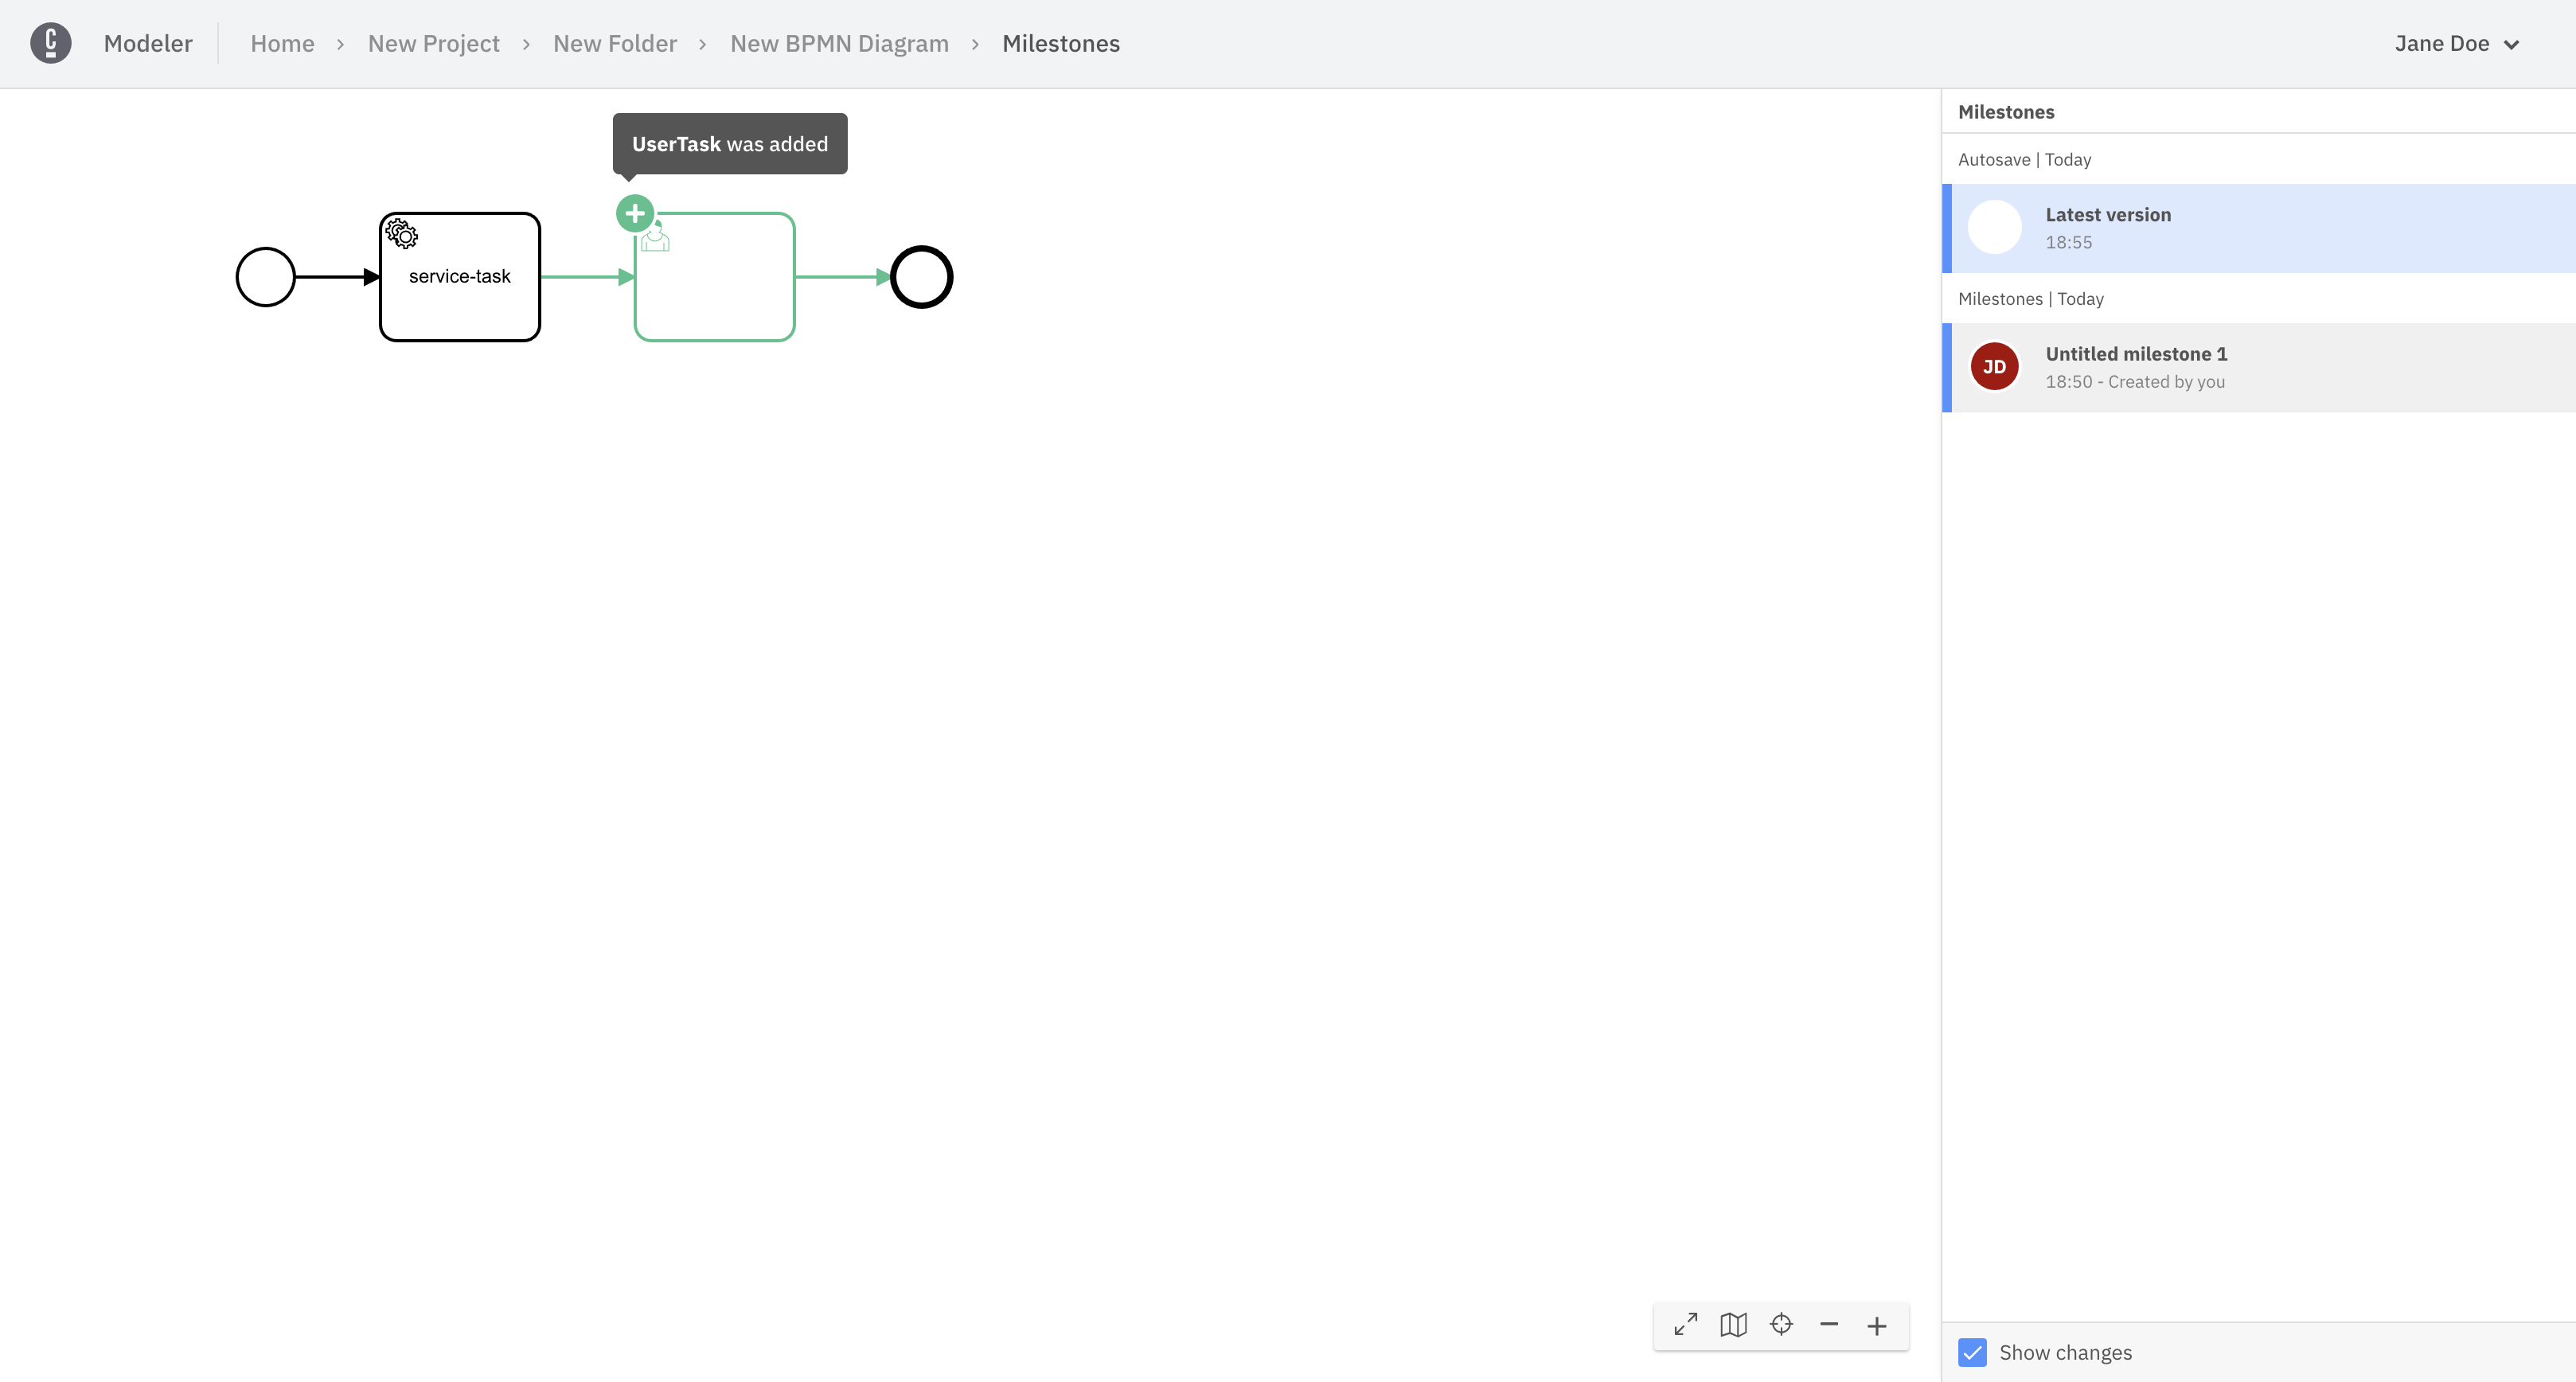 Modeler
Home › New Project › New Folder › New BPMN Diagram › Milestones
Jane Doe
UserTask was added
service-task
Milestones
Autosave | Today
Latest version
18:55
Milestones | Today
JD
Untitled milestone 1
18:50 - Created by you
Show changes